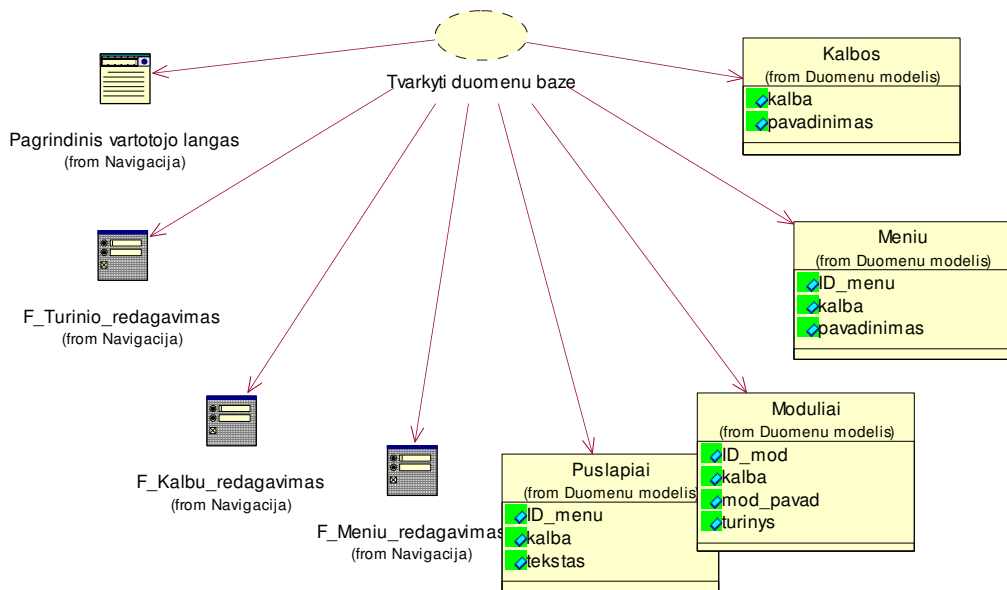 Tvarkyti duomenu baze
Pagrindinis vartotojo langas
(from Navigacija)
F_Turinio_redagavimas
(from Navigacija)
F_Kalbu_redagavimas
(from Navigacija)
F_Meniu_redagavimas
(from Navigacija)
Puslapiai
(from Duomenu modelis)
ID_menu
kalba
tekstas
Moduliai
(from Duomenu modelis)
ID_mod
kalba
mod_pavad
turinys
Meniu
(from Duomenu modelis)
ID_menu
kalba
pavadinimas
Kalbos
(from Duomenu modelis)
kalba
pavadinimas